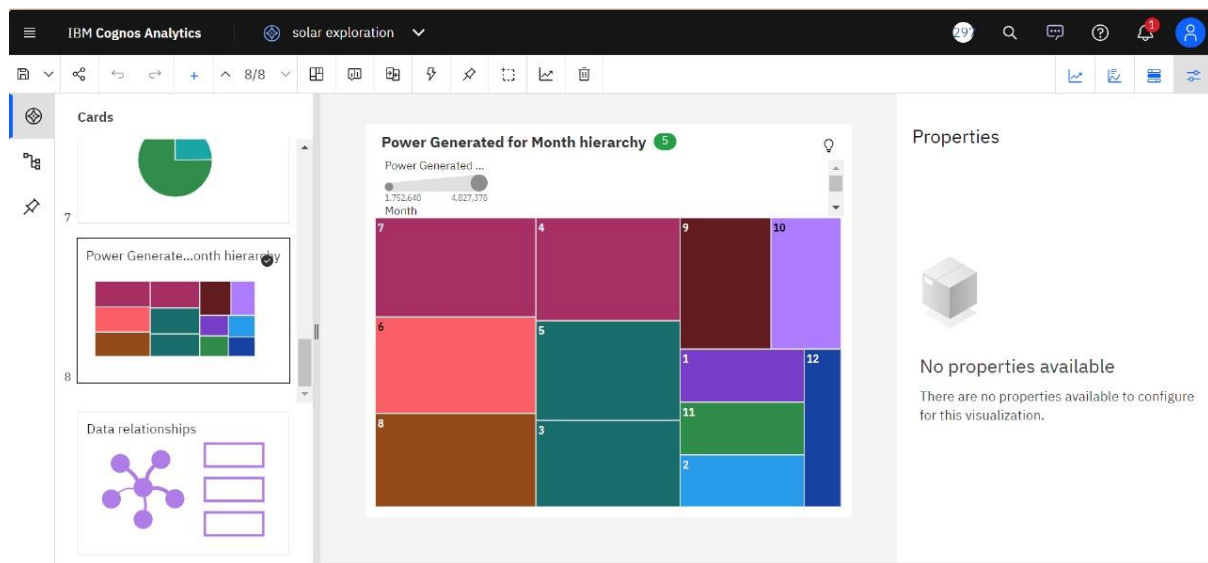 IBM Cognos Analytics
solar exploration
297
1
8/8
Cards
7
Power Generate...onth hierarchy
8
Data relationships
Power Generated for Month hierarchy 5
Power Generated ...
1,752,640 4,827,378
Month
7
4
9
10
6
5
1
12
8
11
3
2
Properties
No properties available
There are no properties available to configure
for this visualization.